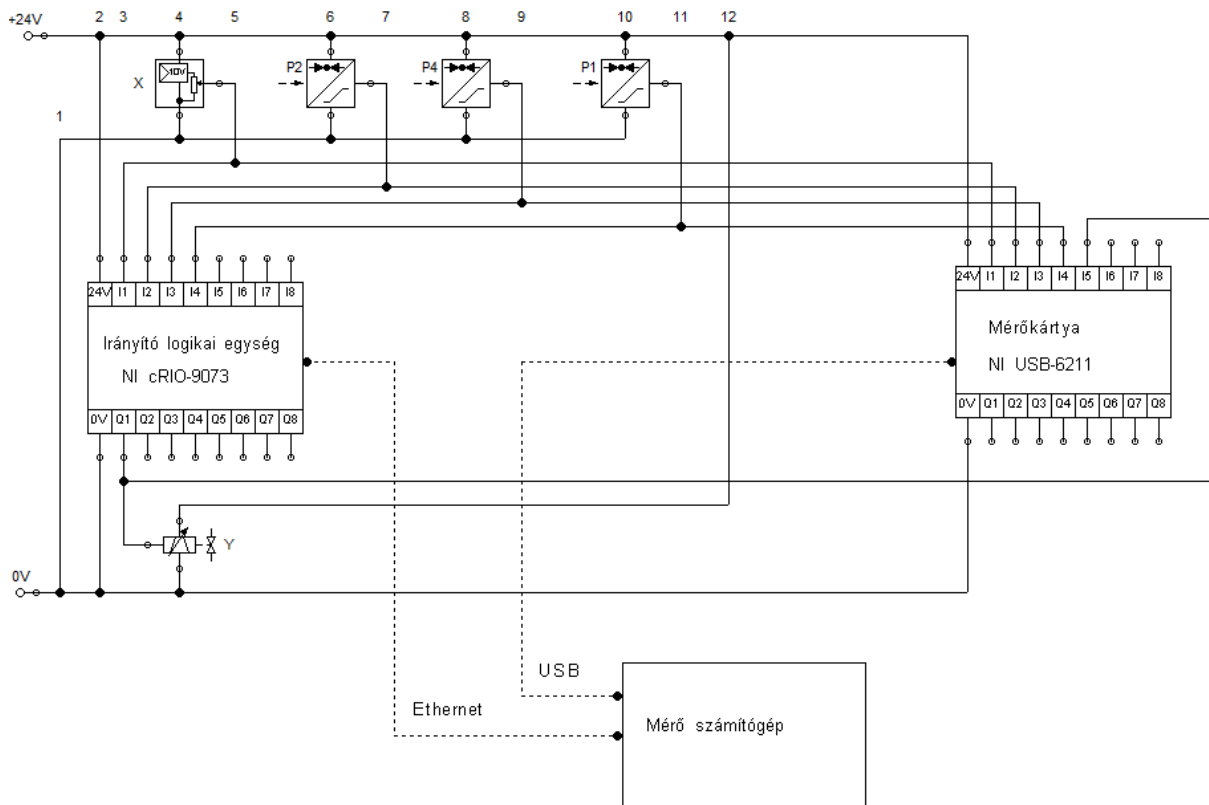 +24V 2 3 4 5 6 7 8 9 10 11 12
X 10V P2 P4 P1
1
24V I1 I2 I3 I4 I5 I6 I7 I8
Irányító logikai egység
NI cRIO-9073
0V Q1 Q2 Q3 Q4 Q5 Q6 Q7 Q8
24V I1 I2 I3 I4 I5 I6 I7 I8
Mérőkártya
NI USB-6211
0V Q1 Q2 Q3 Q4 Q5 Q6 Q7 Q8
Y
0V
USB
Ethernet
Mérő számítógép